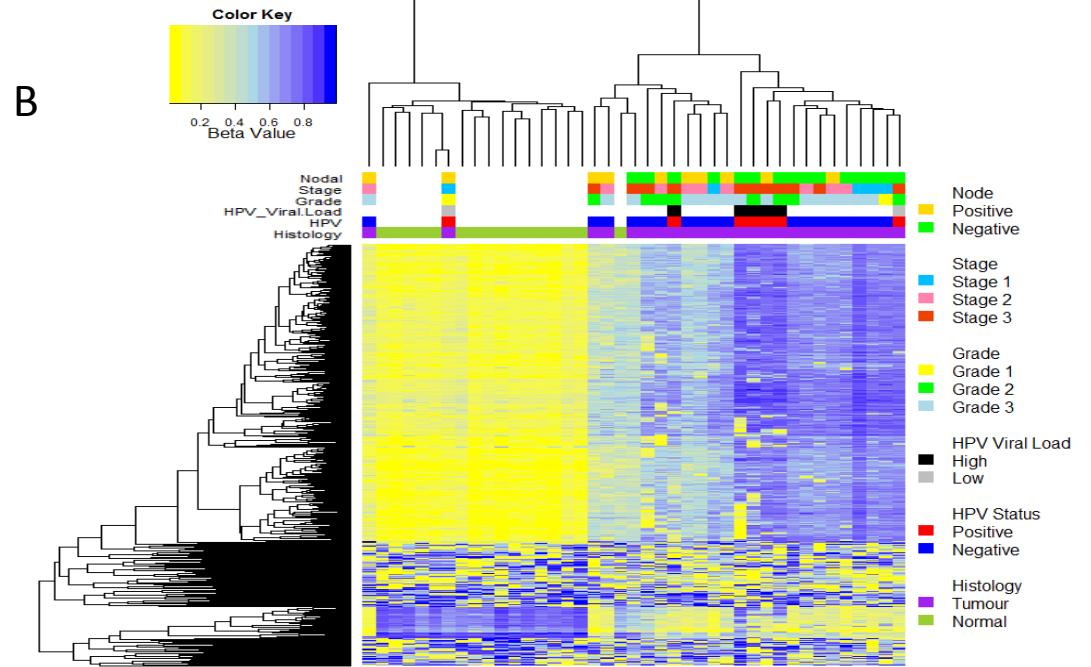 Color Key
0.2 0.4 0.6 0.8
Beta Value
B
Nodal
Stage
Grade
HPV_Viral.Load
HPV
Histology
Node
Positive
Negative
Stage
Stage 1
Stage 2
Stage 3
Grade
Grade 1
Grade 2
Grade 3
HPV Viral Load
High
Low
HPV Status
Positive
Negative
Histology
Tumour
Normal